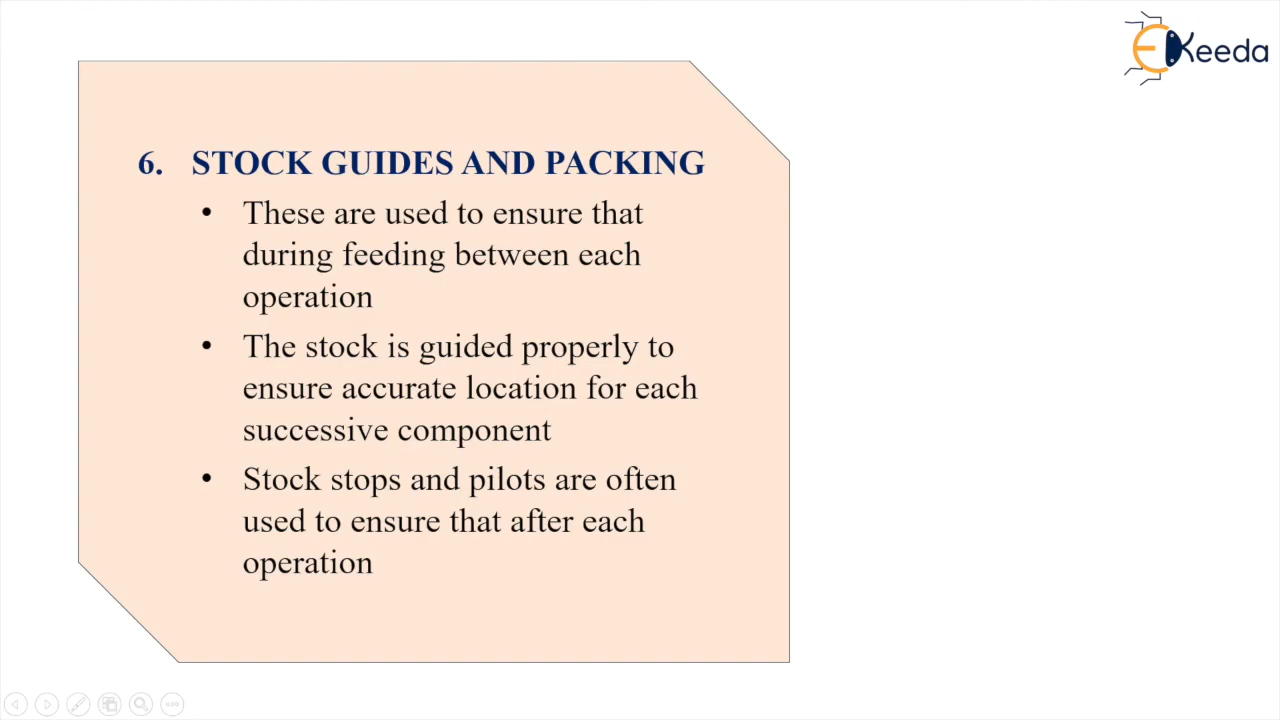 EKeeda
6. STOCK GUIDES AND PACKING
• These are used to ensure that
during feeding between each
operation
• The stock is guided properly to
ensure accurate location for each
successive component
• Stock stops and pilots are often
used to ensure that after each
operation